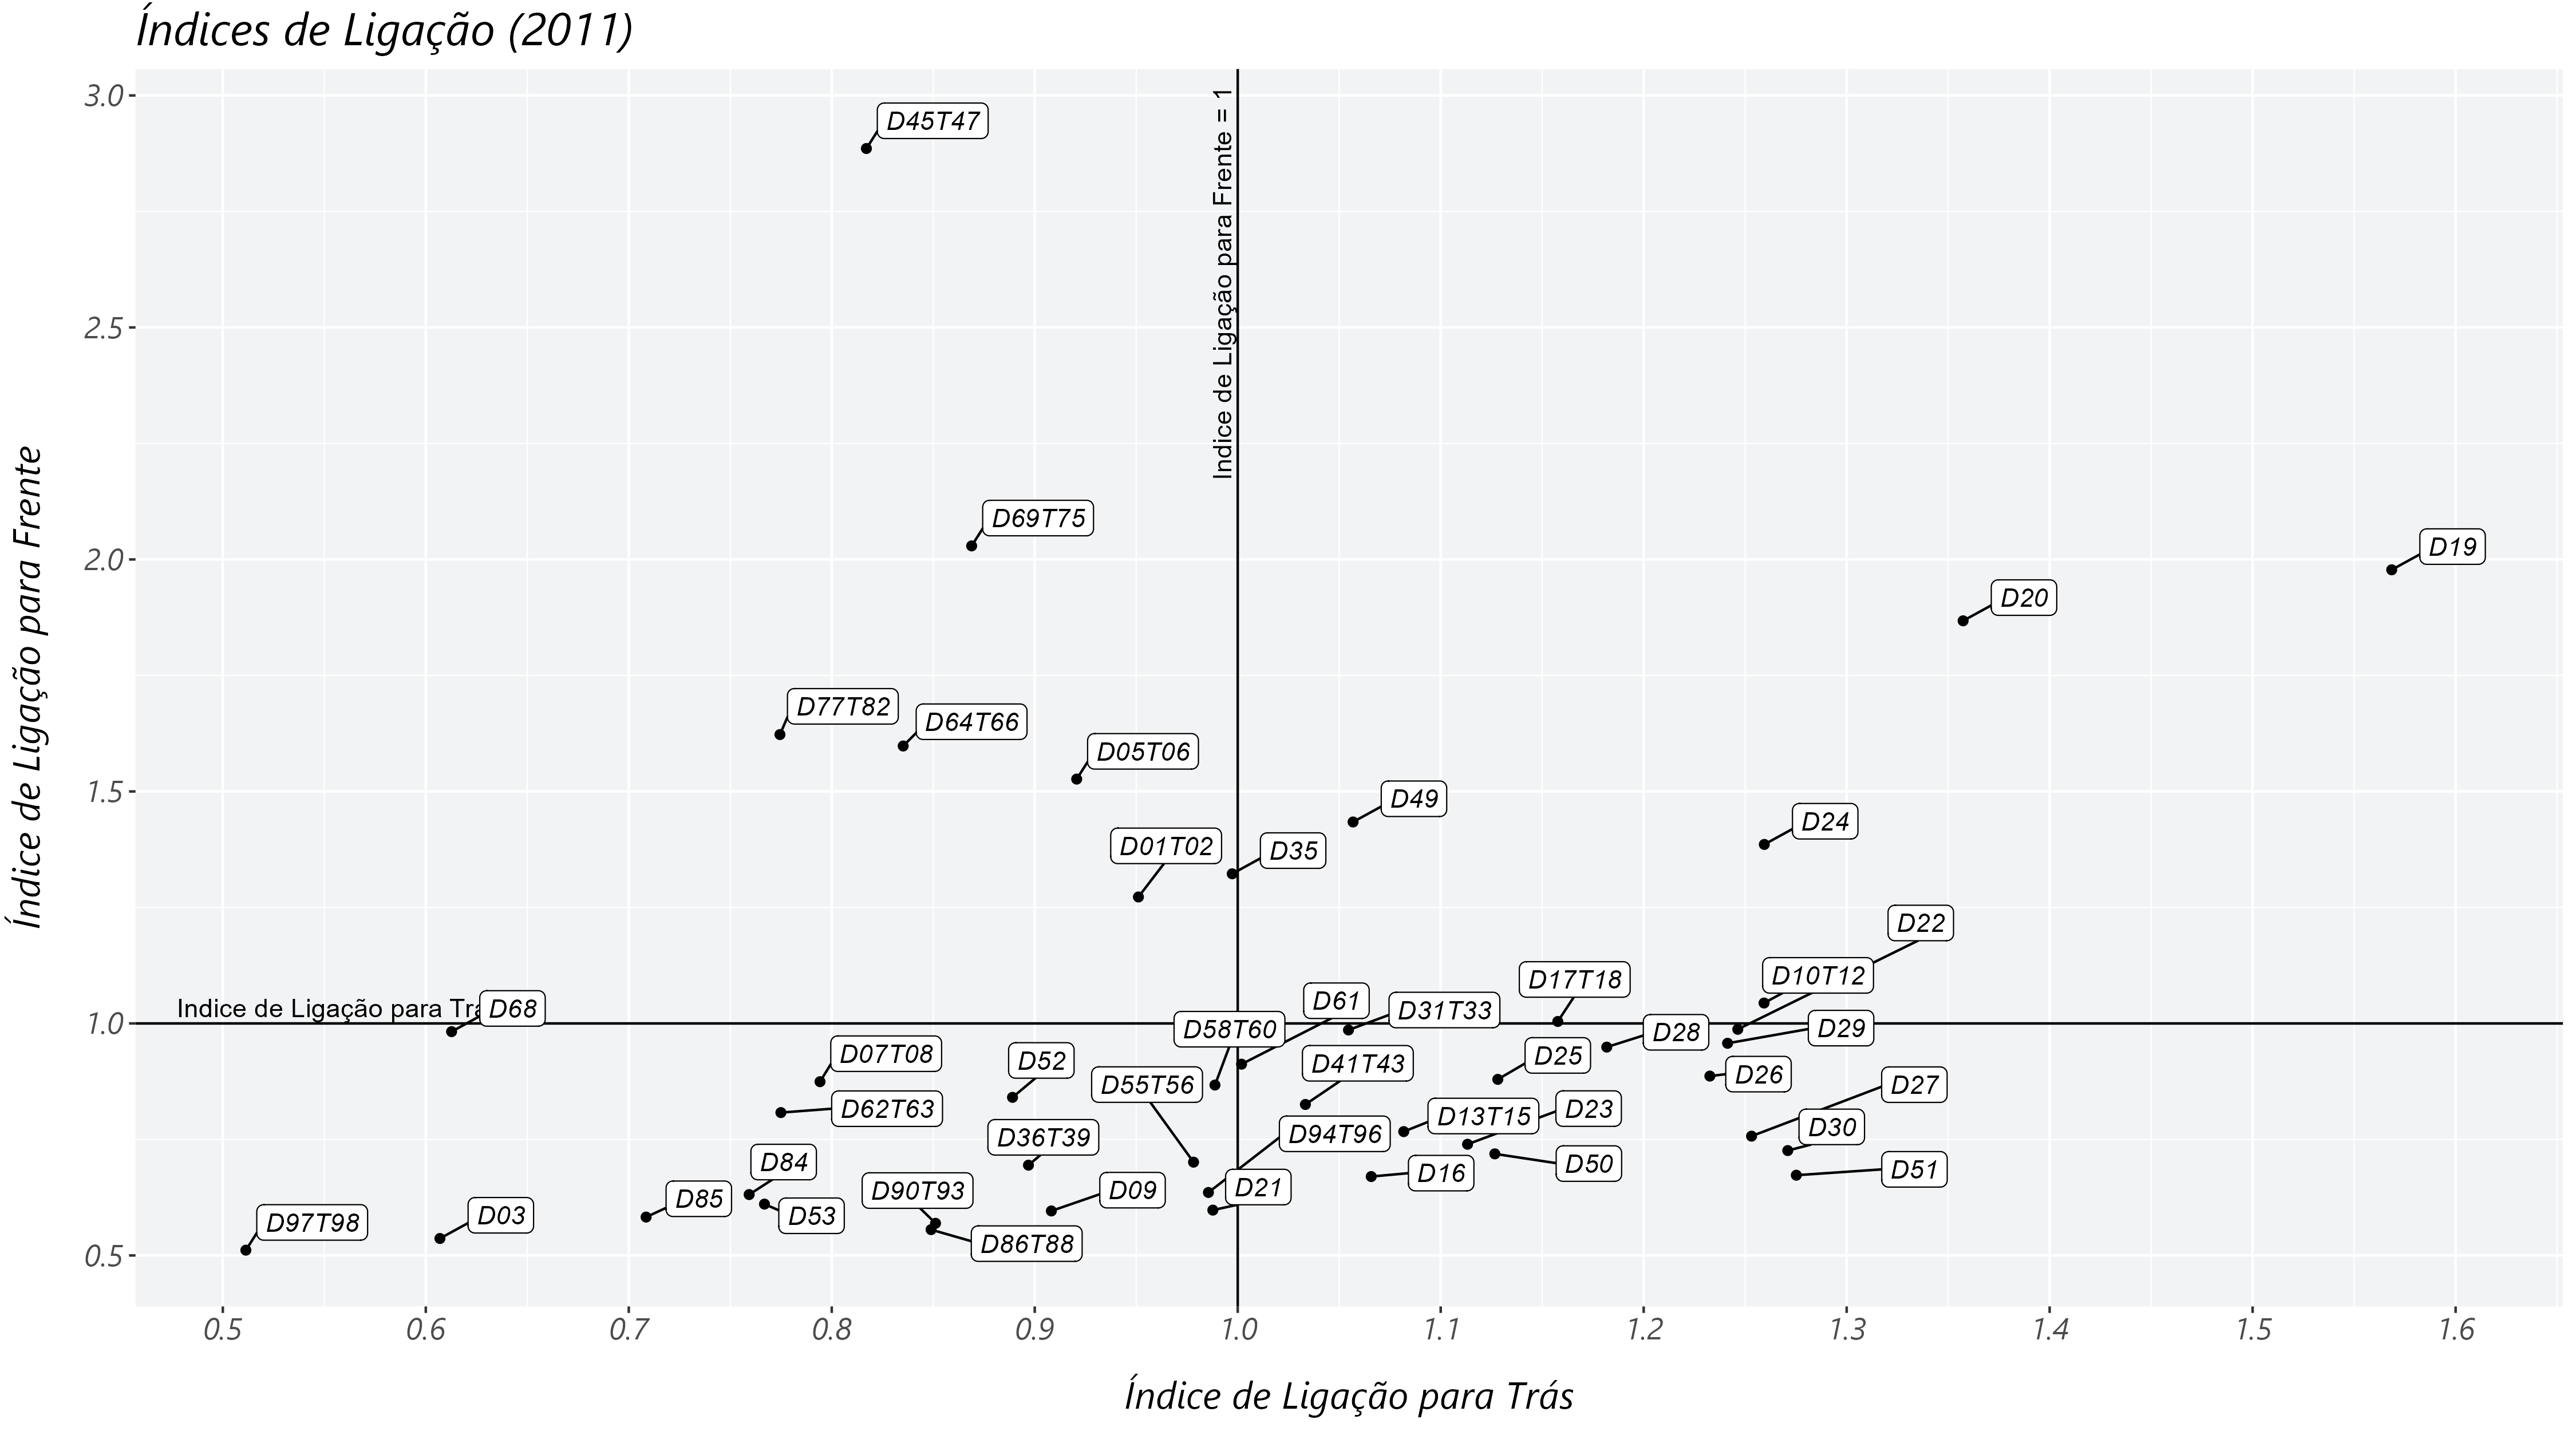 Índices de Ligação (2011)
Índice de Ligação para Frente
3.0
2.5
2.0
1.5
1.0
0.5
Indice de Ligação para Frente = 1
Indice de Ligação para
D45T47
D69T75
D19
D20
D77T82
D64T66
D05T06
D49
D24
D01T02
D35
D22
D10T12
D17T18
D61
D31T33
D68
D58T60
D28
D29
D07T08
D52
D41T43
D25
D26
D55T56
D27
D62T63
D13T15
D23
D30
D36T39
D94T96
D84
D50
D16
D51
D90T93
D09
D21
D85
D53
D97T98
D03
D86T88
0.5
0.6
0.7
0.8
0.9
1.0
1.1
1.2
1.3
1.4
1.5
1.6
Índice de Ligação para Trás